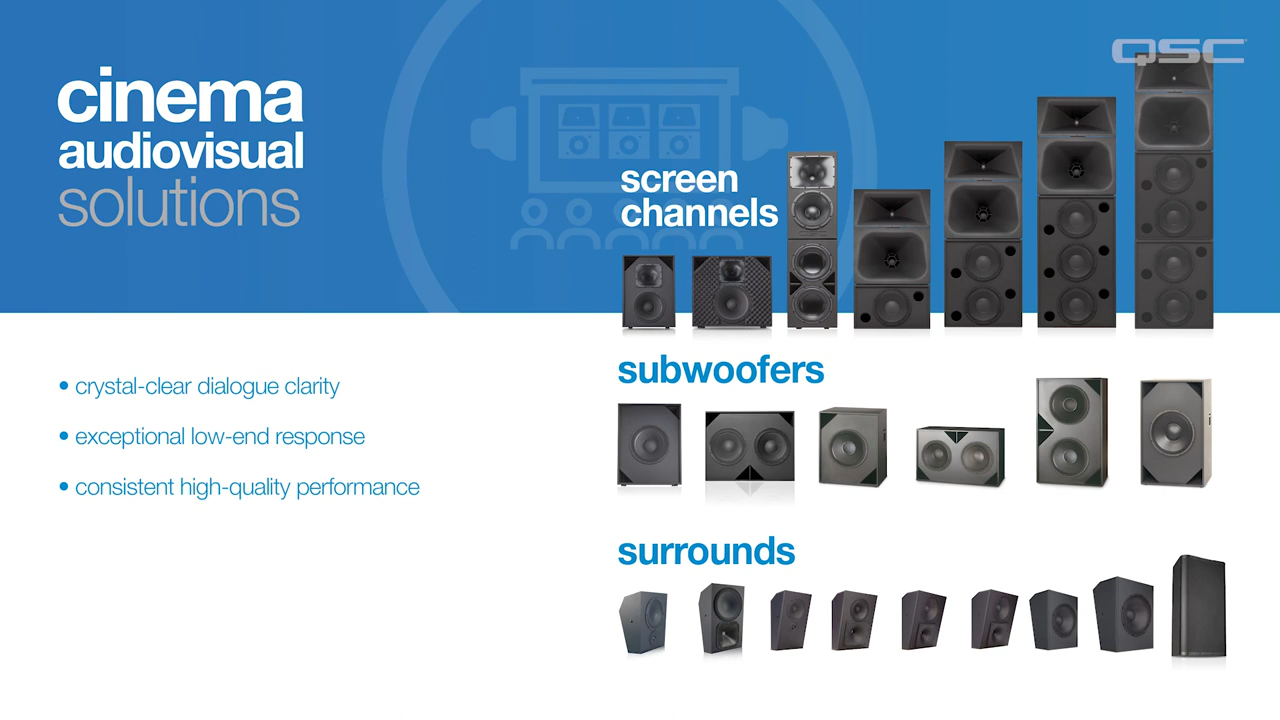 QSC
cinema
audiovisual
solutions
screen
channels
subwoofers
• crystal-clear dialogue clarity
• exceptional low-end response
• consistent high-quality performance
surrounds